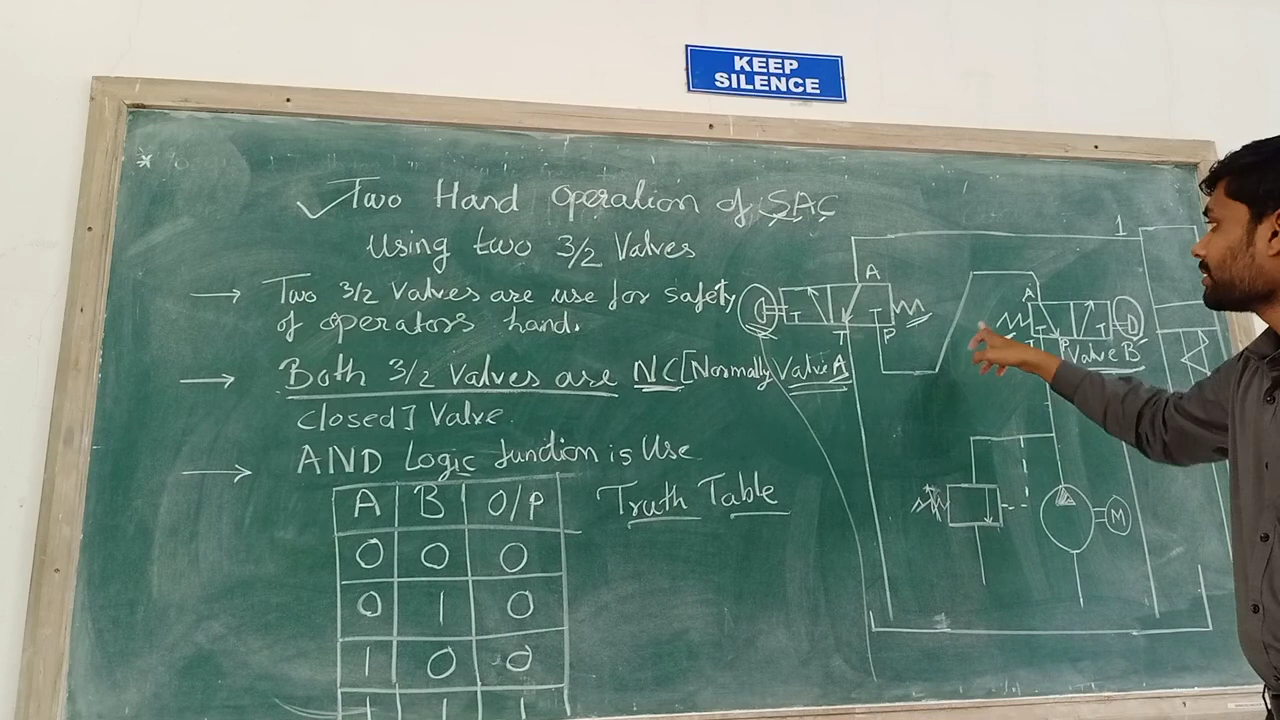 KEEP
SILENCE
Two Hand Operation of SAC
Using two 3/2 Valves
→ Two 3/2 Valves are use for Safety
of operators hand.
→ Both 3/2 Valves are NC [Normally
closed] Valve.
→ AND Logic function is Use
Truth Table
A B O/P
0 0 0
0 1 0
1 0 0
1 1 1
1
A
T T
T P
Valve A
A
T T
T P
D
Valve B
M